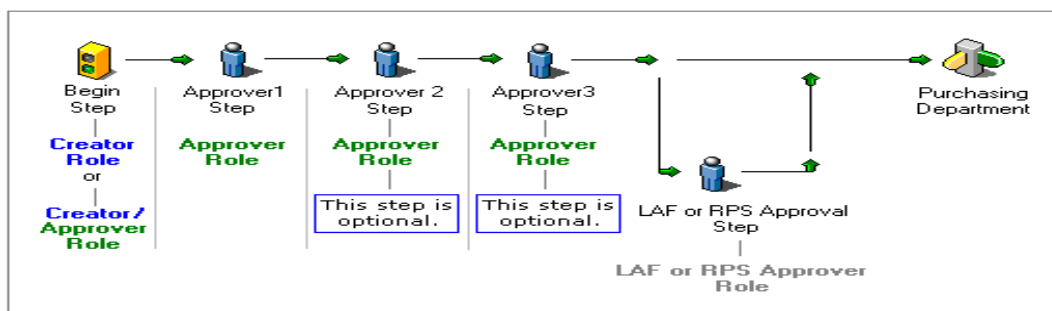 Begin
Step
Creator
Role
or
Creator/
Approver
Role
Approver1
Step
Approver
Role
Approver 2
Step
Approver
Role
This step is
optional.
Approver3
Step
Approver
Role
This step is
optional.
LAF or RPS Approval
Step
LAF or RPS Approver
Role
Purchasing
Department